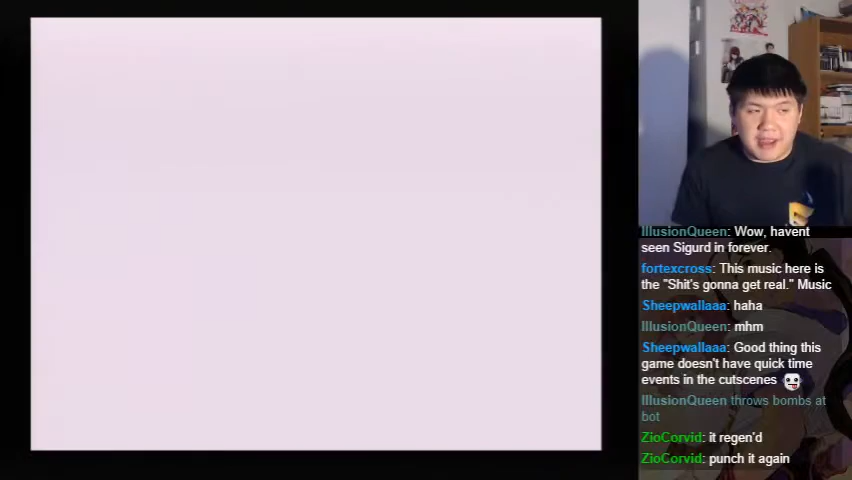 IllusionQueen: Wow, havent
seen Sigurd in forever.
fortexcross: This music here is
the "Shit's gonna get real." Music
Sheepwallaaa: haha
IllusionQueen: mhm
Sheepwallaaa: Good thing this
game doesn't have quick time
events in the cutscenes
IllusionQueen throws bombs at
bot
ZioCorvid: it regen'd
ZioCorvid: punch it again